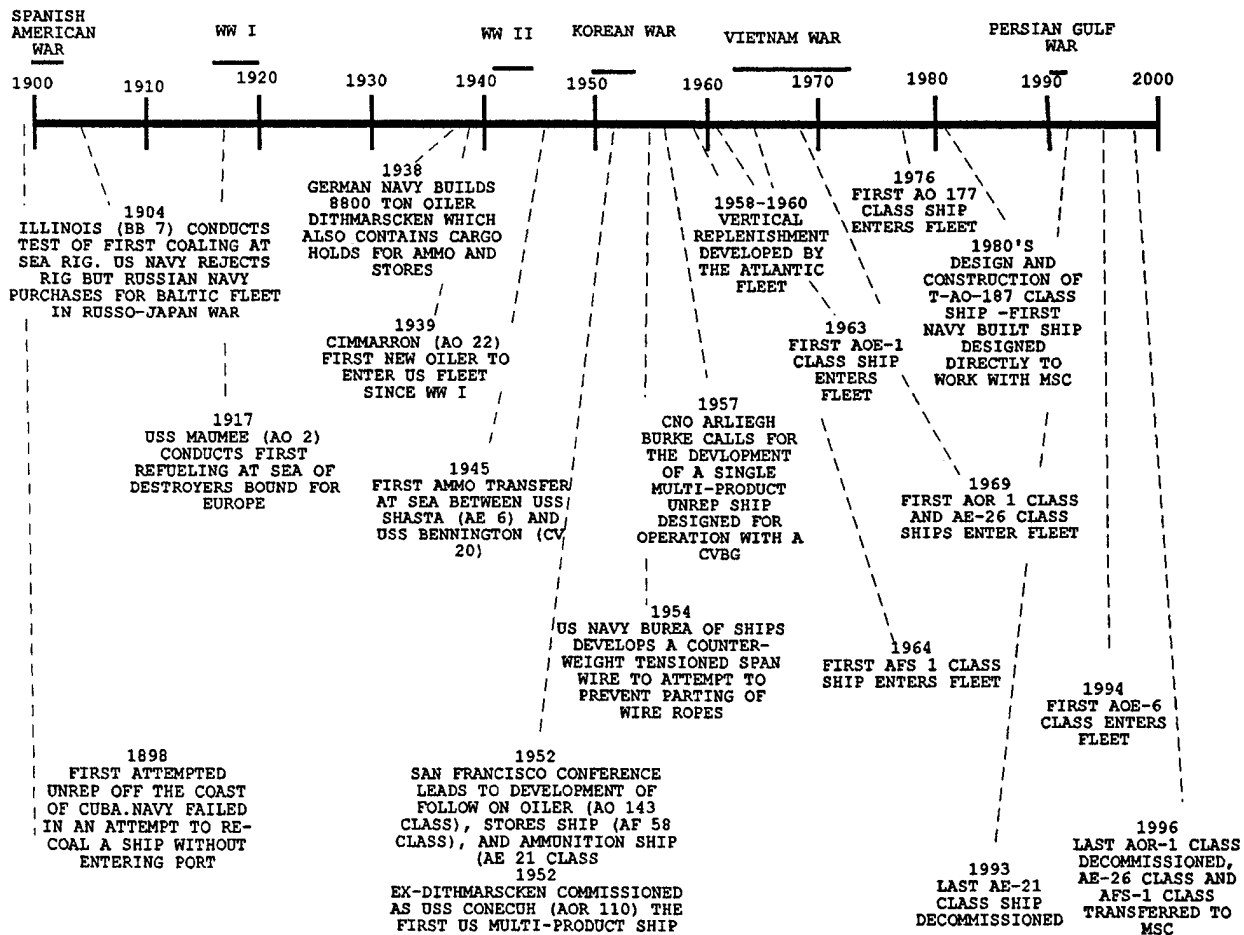 SPANISH
AMERICAN
WAR
WW I
WW II
KOREAN WAR
VIETNAM WAR
PERSIAN GULF
WAR
1900
1910
1920
1930
1940
1950
1960
1970
1980
1990
2000
1904
ILLINOIS (BB 7) CONDUCTS
TEST OF FIRST COALING AT
SEA RIG. US NAVY REJECTS
RIG BUT RUSSIAN NAVY
PURCHASES FOR BALTIC FLEET
IN RUSSO-JAPAN WAR
1917
USS MAUMEE (AO 2)
CONDUCTS FIRST
REFUELING AT SEA OF
DESTROYERS BOUND FOR
EUROPE
1898
FIRST ATTEMPTED
UNREP OFF THE COAST
OF CUBA.NAVY FAILED
IN AN ATTEMPT TO RE-
COAL A SHIP WITHOUT
ENTERING PORT
1938
GERMAN NAVY BUILDS
8800 TON OILER
DITHMARSCKEN WHICH
ALSO CONTAINS CARGO
HOLDS FOR AMMO AND
STORES
1939
CIMMARRON (AO 22)
FIRST NEW OILER TO
ENTER US FLEET
SINCE WW I
1945
FIRST AMMO TRANSFER
AT SEA BETWEEN USS
SHASTA (AE 6) AND
USS BENNINGTON (CV
20)
1952
SAN FRANCISCO CONFERENCE
LEADS TO DEVELOPMENT OF
FOLLOW ON OILER (AO 143
CLASS), STORES SHIP (AF 58
CLASS), AND AMMUNITION SHIP
(AE 21 CLASS
1952
EX-DITHMARSCKEN COMMISSIONED
AS USS CONECUH (AOR 110) THE
FIRST US MULTI-PRODUCT SHIP
1954
US NAVY BUREA OF SHIPS
DEVELOPS A COUNTER-
WEIGHT TENSIONED SPAN
WIRE TO ATTEMPT TO
PREVENT PARTING OF
WIRE ROPES
1957
CNO ARLIEGH
BURKE CALLS FOR
THE DEVLOPMENT
OF A SINGLE
MULTI-PRODUCT
UNREP SHIP
DESIGNED FOR
OPERATION WITH A
CVBG
1958-1960
VERTICAL
REPLENISHMENT
DEVELOPED BY
THE ATLANTIC
FLEET
1963
FIRST AOE-1
CLASS SHIP
ENTERS
FLEET
1964
FIRST AFS 1 CLASS
SHIP ENTERS FLEET
1969
FIRST AOR 1 CLASS
AND AE-26 CLASS
SHIPS ENTER FLEET
1976
FIRST AO 177
CLASS SHIP
ENTERS FLEET
1980'S
DESIGN AND
CONSTRUCTION OF
T-AO-187 CLASS
SHIP -FIRST
NAVY BUILT SHIP
DESIGNED
DIRECTLY TO
WORK WITH MSC
1993
LAST AE-21
CLASS SHIP
DECOMMISSIONED
1994
FIRST AOE-6
CLASS ENTERS
FLEET
1996
LAST AOR-1 CLASS
DECOMMISSIONED,
AE-26 CLASS AND
AFS-1 CLASS
TRANSFERRED TO
MSC